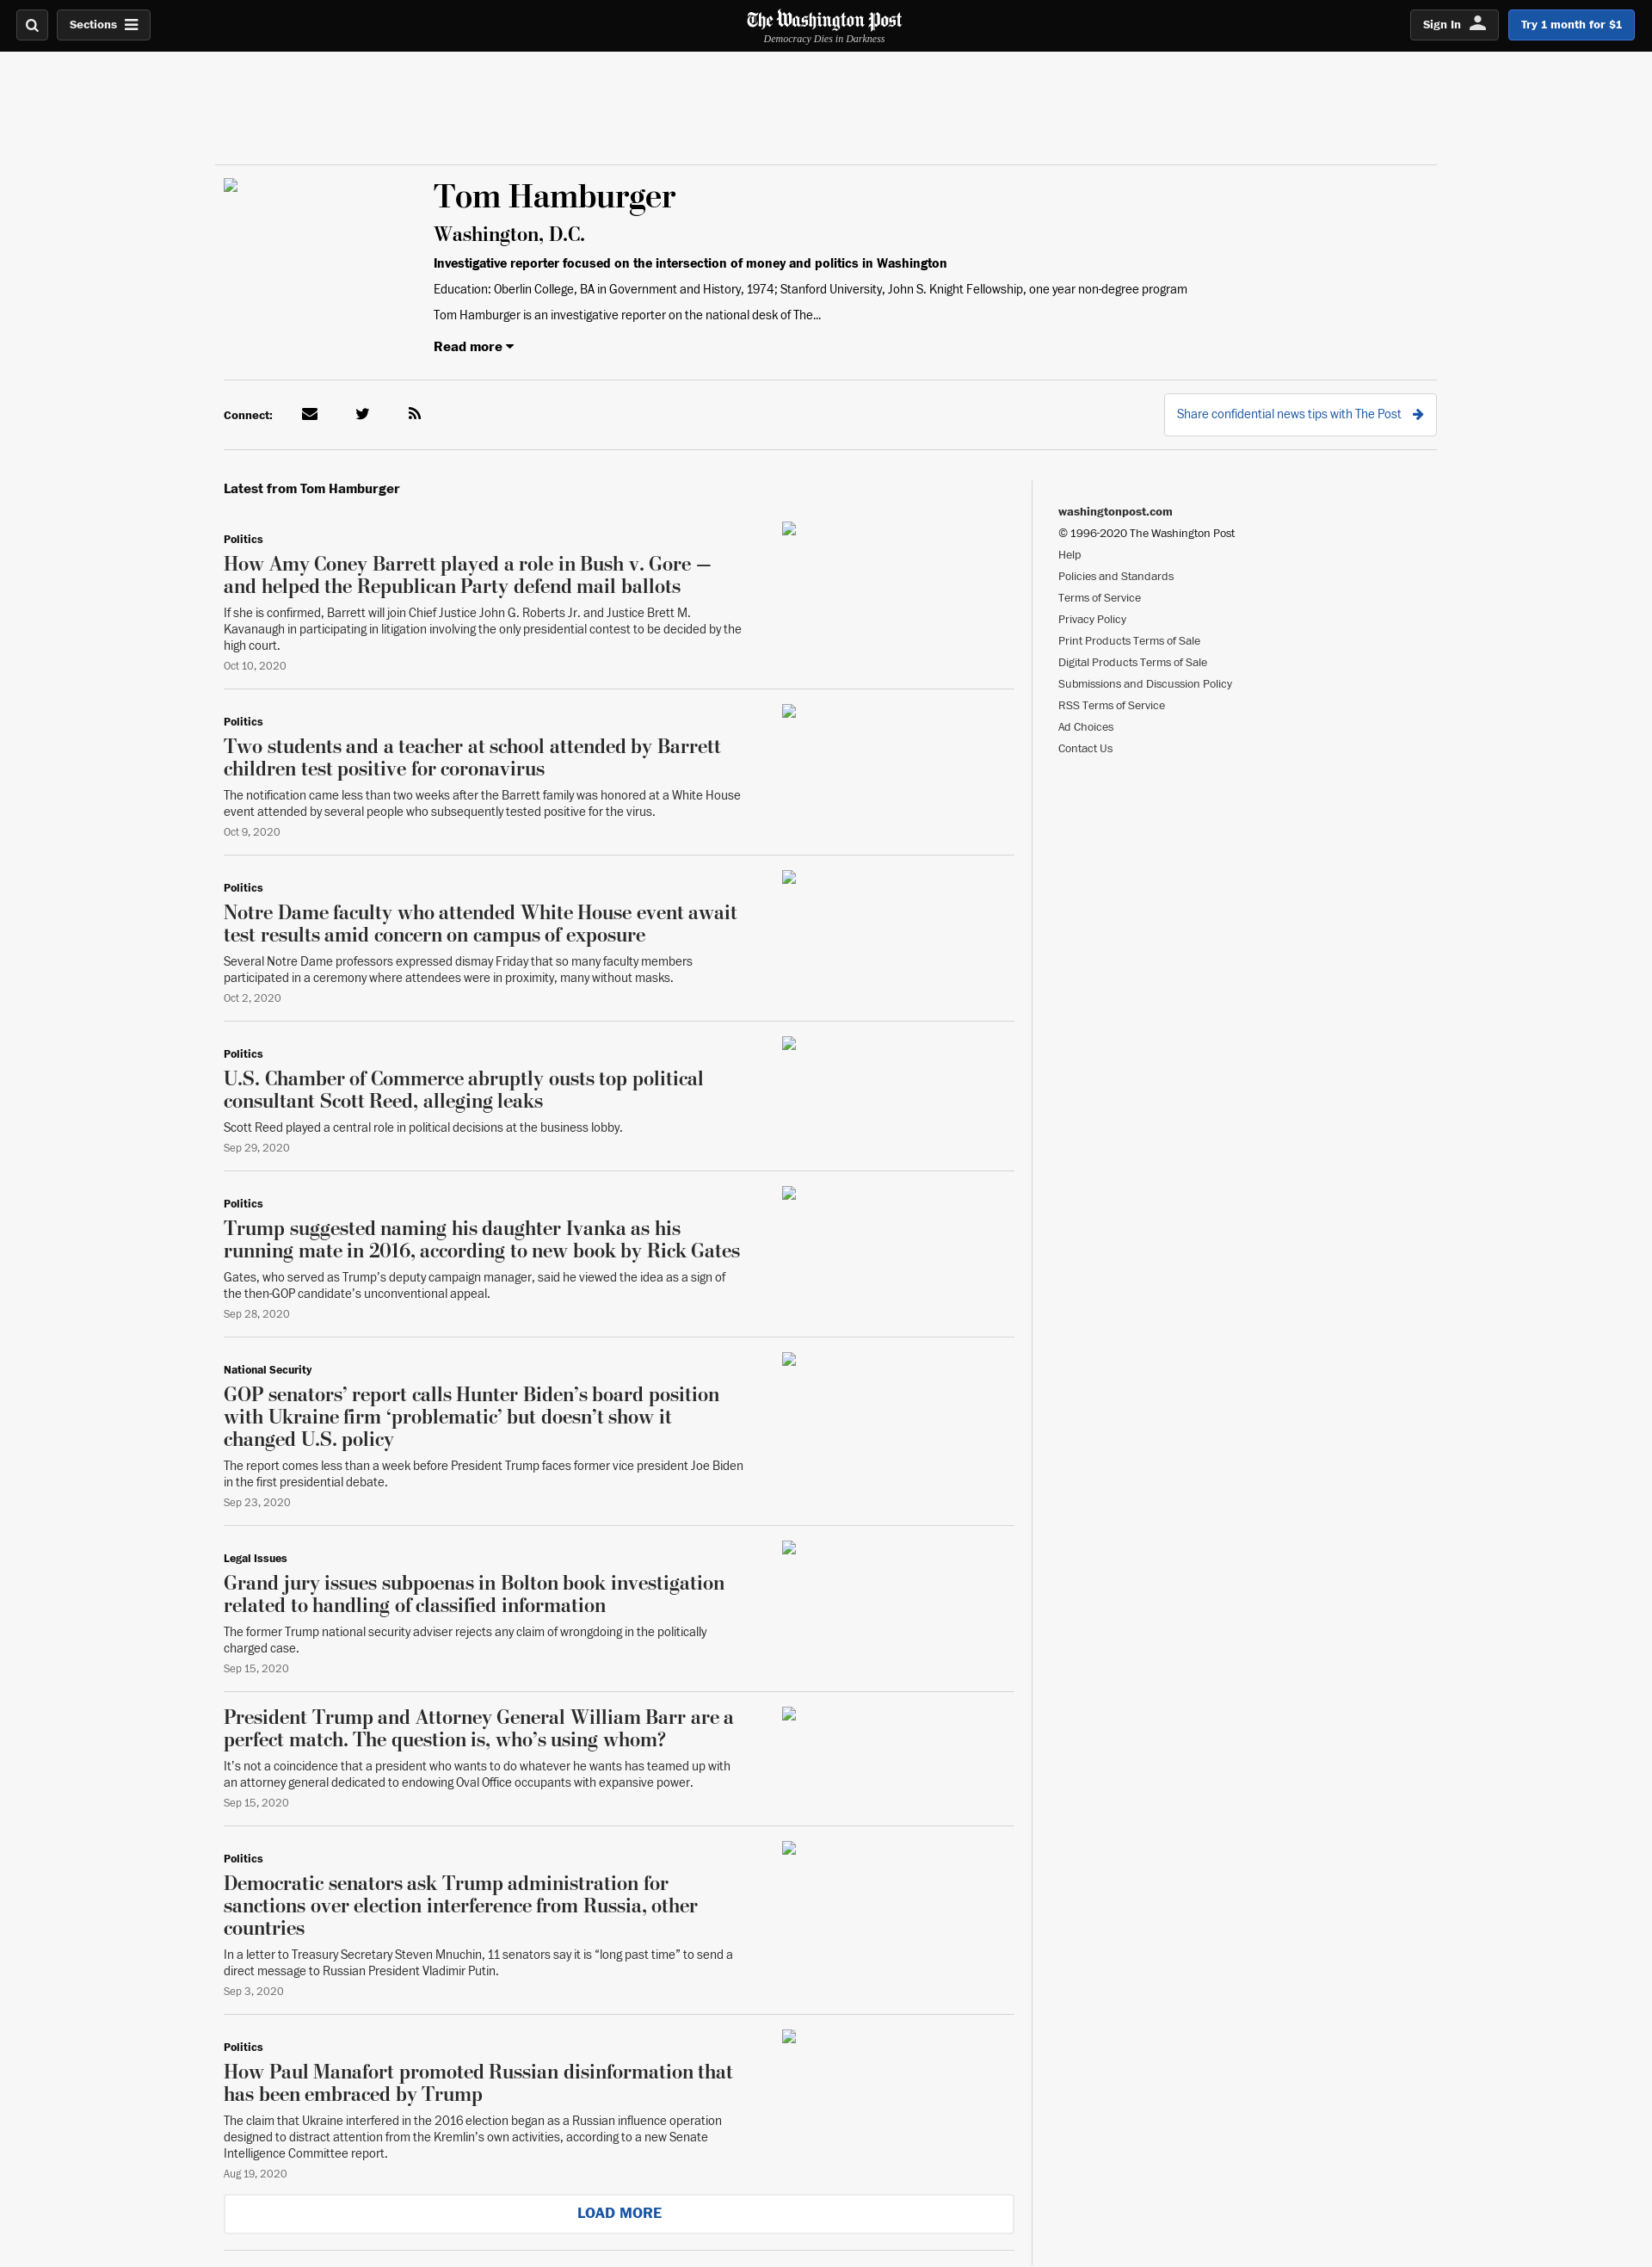 Sections
The Washington Post
Democracy Dies in Darkness
Sign In
Try 1 month for $1
Tom Hamburger
Washington, D.C.
Investigative reporter focused on the intersection of money and politics in Washington
Education: Oberlin College, BA in Government and History, 1974; Stanford University, John S. Knight Fellowship, one year non-degree program
Tom Hamburger is an investigative reporter on the national desk of The...
Read more
Connect:
Share confidential news tips with The Post
Latest from Tom Hamburger
Politics
How Amy Coney Barrett played a role in Bush v. Gore —
and helped the Republican Party defend mail ballots
If she is confirmed, Barrett will join Chief Justice John G. Roberts Jr. and Justice Brett M.
Kavanaugh in participating in litigation involving the only presidential contest to be decided by the
high court.
Oct 10, 2020
Politics
Two students and a teacher at school attended by Barrett
children test positive for coronavirus
The notification came less than two weeks after the Barrett family was honored at a White House
event attended by several people who subsequently tested positive for the virus.
Oct 9, 2020
Politics
Notre Dame faculty who attended White House event await
test results amid concern on campus of exposure
Several Notre Dame professors expressed dismay Friday that so many faculty members
participated in a ceremony where attendees were in proximity, many without masks.
Oct 2, 2020
Politics
U.S. Chamber of Commerce abruptly ousts top political
consultant Scott Reed, alleging leaks
Scott Reed played a central role in political decisions at the business lobby.
Sep 29, 2020
Politics
Trump suggested naming his daughter Ivanka as his
running mate in 2016, according to new book by Rick Gates
Gates, who served as Trump’s deputy campaign manager, said he viewed the idea as a sign of
the then-GOP candidate’s unconventional appeal.
Sep 28, 2020
National Security
GOP senators’ report calls Hunter Biden’s board position
with Ukraine firm ‘problematic’ but doesn’t show it
changed U.S. policy
The report comes less than a week before President Trump faces former vice president Joe Biden
in the first presidential debate.
Sep 23, 2020
Legal Issues
Grand jury issues subpoenas in Bolton book investigation
related to handling of classified information
The former Trump national security adviser rejects any claim of wrongdoing in the politically
charged case.
Sep 15, 2020
President Trump and Attorney General William Barr are a
perfect match. The question is, who’s using whom?
It’s not a coincidence that a president who wants to do whatever he wants has teamed up with
an attorney general dedicated to endowing Oval Office occupants with expansive power.
Sep 15, 2020
Politics
Democratic senators ask Trump administration for
sanctions over election interference from Russia, other
countries
In a letter to Treasury Secretary Steven Mnuchin, 11 senators say it is “long past time” to send a
direct message to Russian President Vladimir Putin.
Sep 3, 2020
Politics
How Paul Manafort promoted Russian disinformation that
has been embraced by Trump
The claim that Ukraine interfered in the 2016 election began as a Russian influence operation
designed to distract attention from the Kremlin’s own activities, according to a new Senate
Intelligence Committee report.
Aug 19, 2020
LOAD MORE
washingtonpost.com
© 1996-2020 The Washington Post
Help
Policies and Standards
Terms of Service
Privacy Policy
Print Products Terms of Sale
Digital Products Terms of Sale
Submissions and Discussion Policy
RSS Terms of Service
Ad Choices
Contact Us